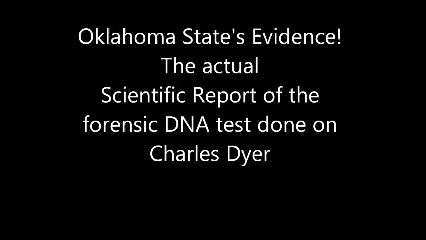 Oklahoma State's Evidence!
The actual
Scientific Report of the
forensic DNA test done on
Charles Dyer